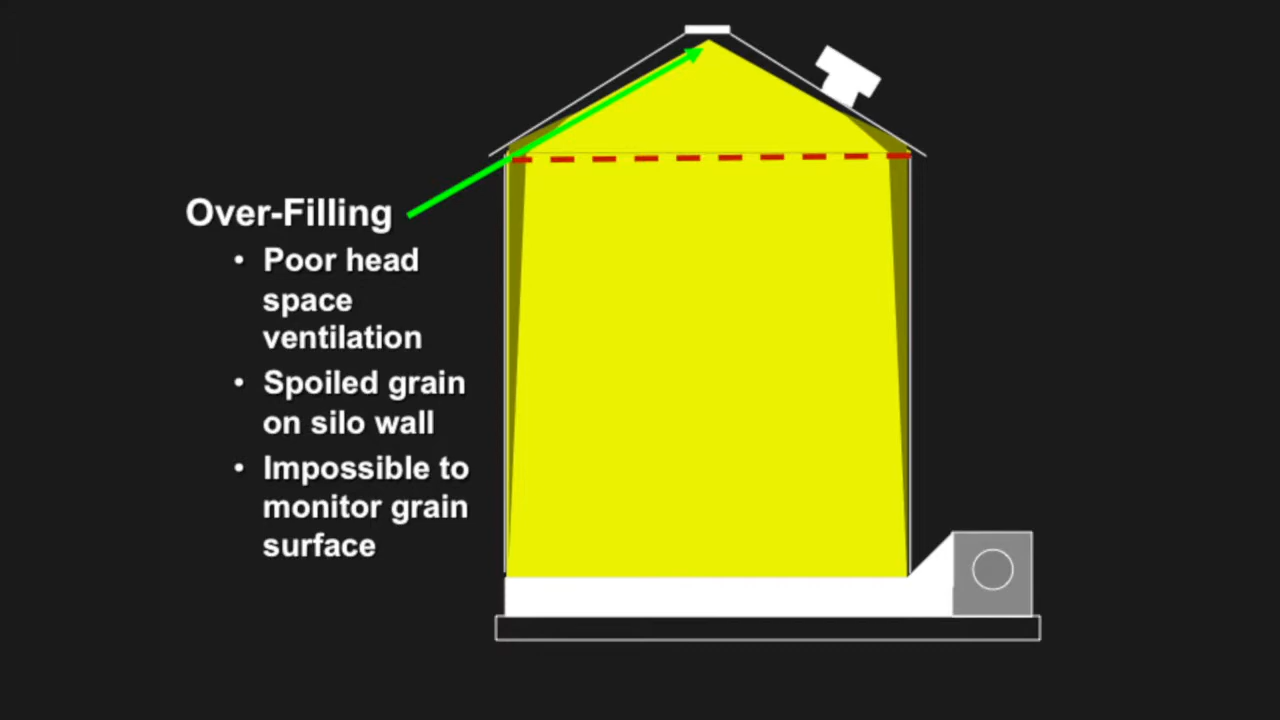 Over-Filling
• Poor head
space
ventilation
• Spoiled grain
on silo wall
• Impossible to
monitor grain
surface